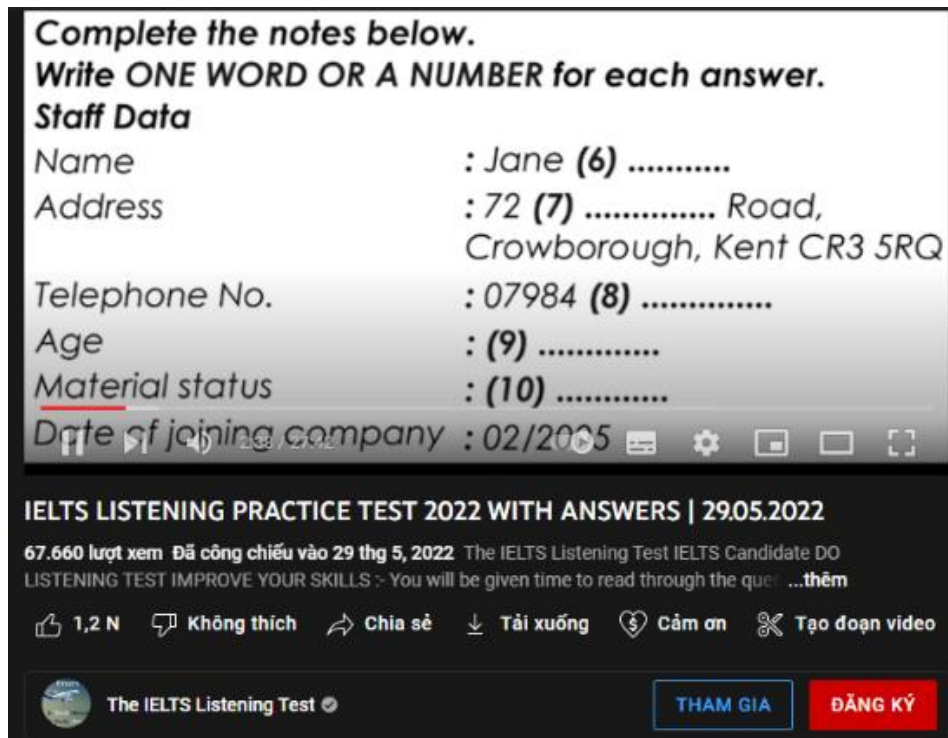 Complete the notes below.
Write ONE WORD OR A NUMBER for each answer.
Staff Data
Name : Jane (6) ...........
Address : 72 (7) .............. Road,
Crowborough, Kent CR3 5RQ
Telephone No. : 07984 (8) ..............
Age : (9) .............
Material status : (10) ............
Date of joining company : 02/2005
IELTS LISTENING PRACTICE TEST 2022 WITH ANSWERS | 29.05.2022
67.660 lượt xem Đã công chiếu vào 29 thg 5, 2022 The IELTS Listening Test IELTS Candidate DO
LISTENING TEST IMPROVE YOUR SKILLS :- You will be given time to read through the ...thêm
1,2 N Không thích Chia sẻ Tải xuống Cảm ơn Tạo đoạn video
The IELTS Listening Test THAM GIA ĐĂNG KÝ